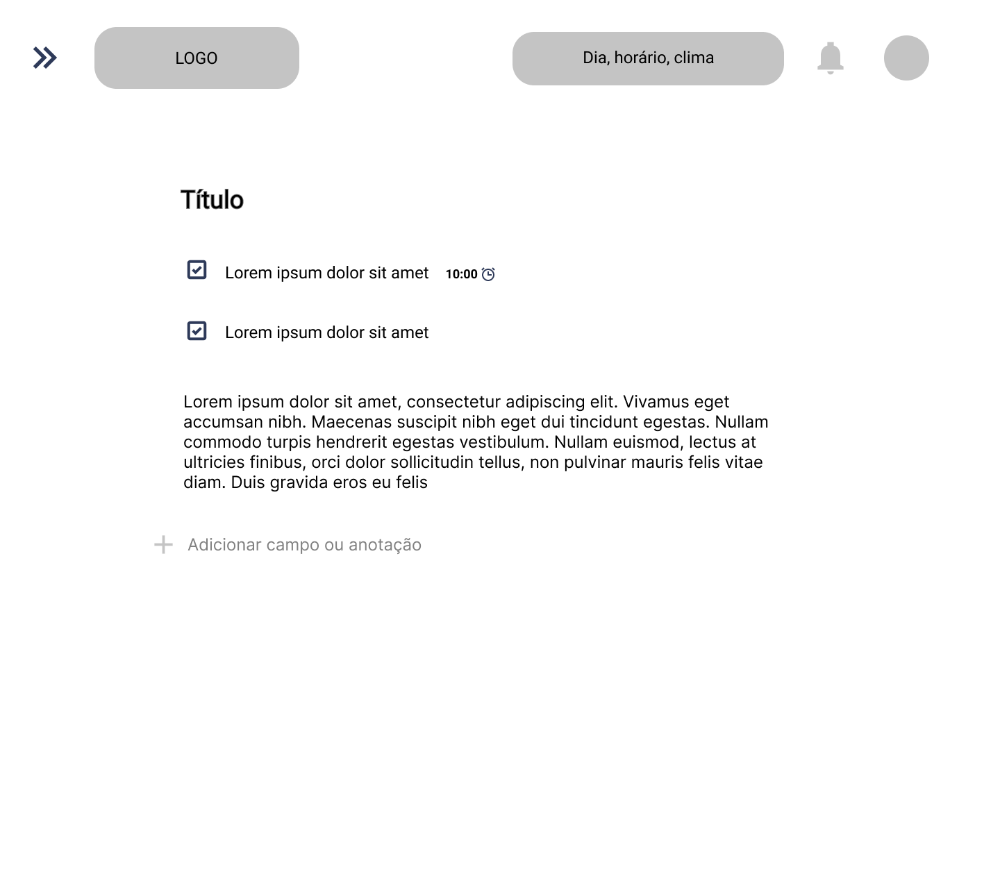 LOGO
Dia, horário, clima
Título
Lorem ipsum dolor sit amet 10:00
Lorem ipsum dolor sit amet
Lorem ipsum dolor sit amet, consectetur adipiscing elit. Vivamus eget
accumsan nibh. Maecenas suscipit nibh eget dui tincidunt egestas. Nullam
commodo turpis hendrerit egestas vestibulum. Nullam euismod, lectus at
ultricies finibus, orci dolor sollicitudin tellus, non pulvinar mauris felis vitae
diam. Duis gravida eros eu felis
Adicionar campo ou anotação